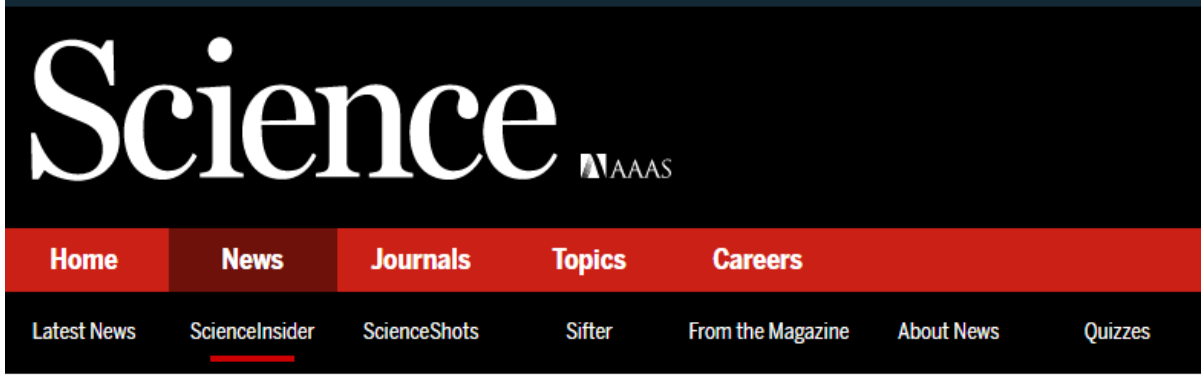 Science AAAS
Home News Journals Topics Careers
Latest News ScienceInsider ScienceShots Sifter From the Magazine About News Quizzes